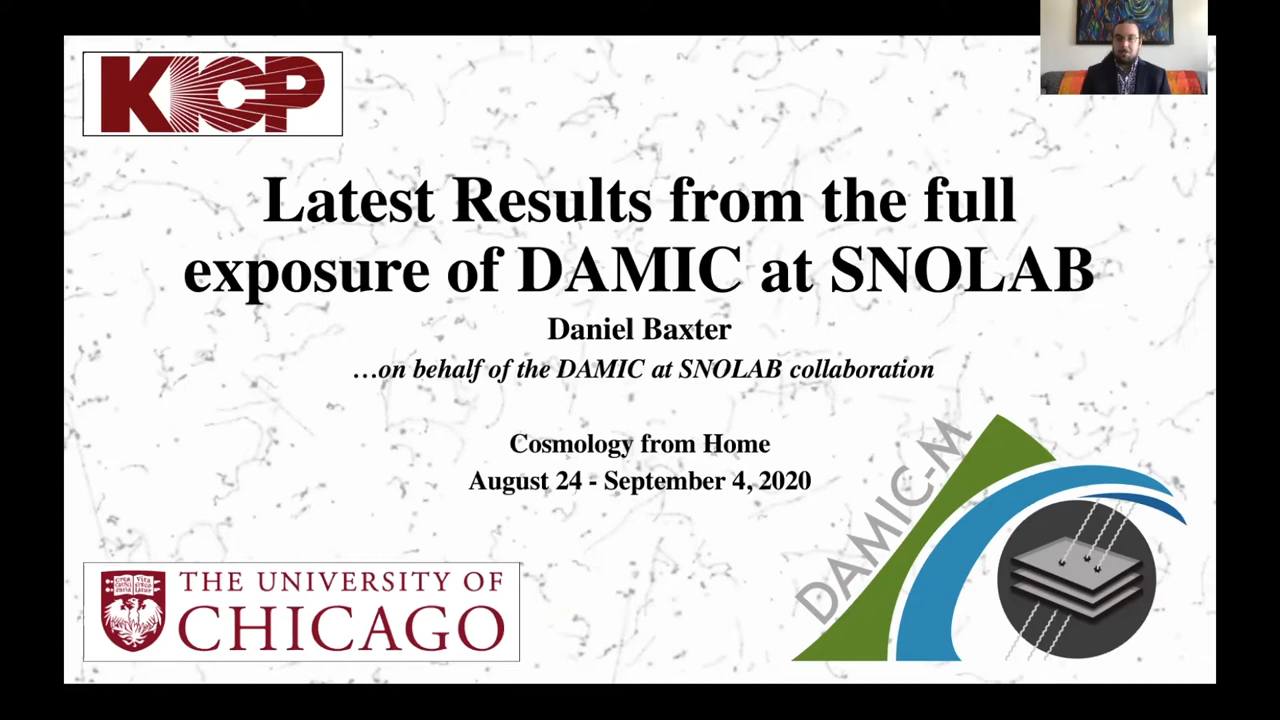 KICP
Latest Results from the full
exposure of DAMIC at SNOLAB
Daniel Baxter
…on behalf of the DAMIC at SNOLAB collaboration
Cosmology from Home
August 24 - September 4, 2020
DAMIC-M
THE UNIVERSITY OF
CHICAGO